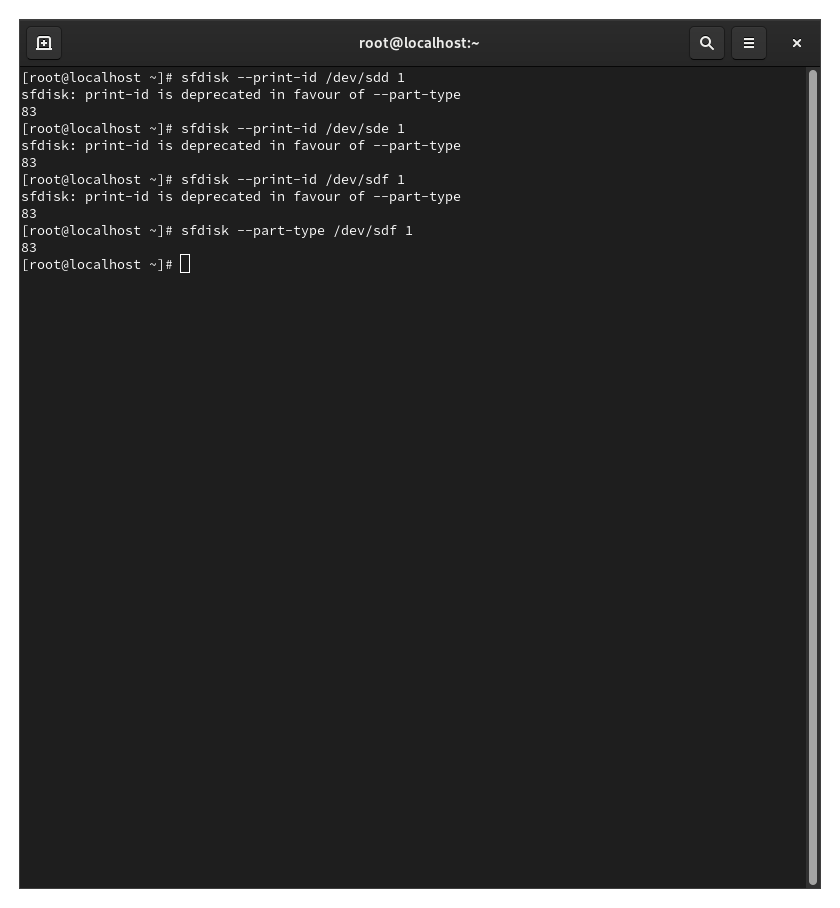 root@localhost:~
[root@localhost ~]# sfdisk --print-id /dev/sdd 1
sfdisk: print-id is deprecated in favour of --part-type
83
[root@localhost ~]# sfdisk --print-id /dev/sde 1
sfdisk: print-id is deprecated in favour of --part-type
83
[root@localhost ~]# sfdisk --print-id /dev/sdf 1
sfdisk: print-id is deprecated in favour of --part-type
83
[root@localhost ~]# sfdisk --part-type /dev/sdf 1
83
[root@localhost ~]#